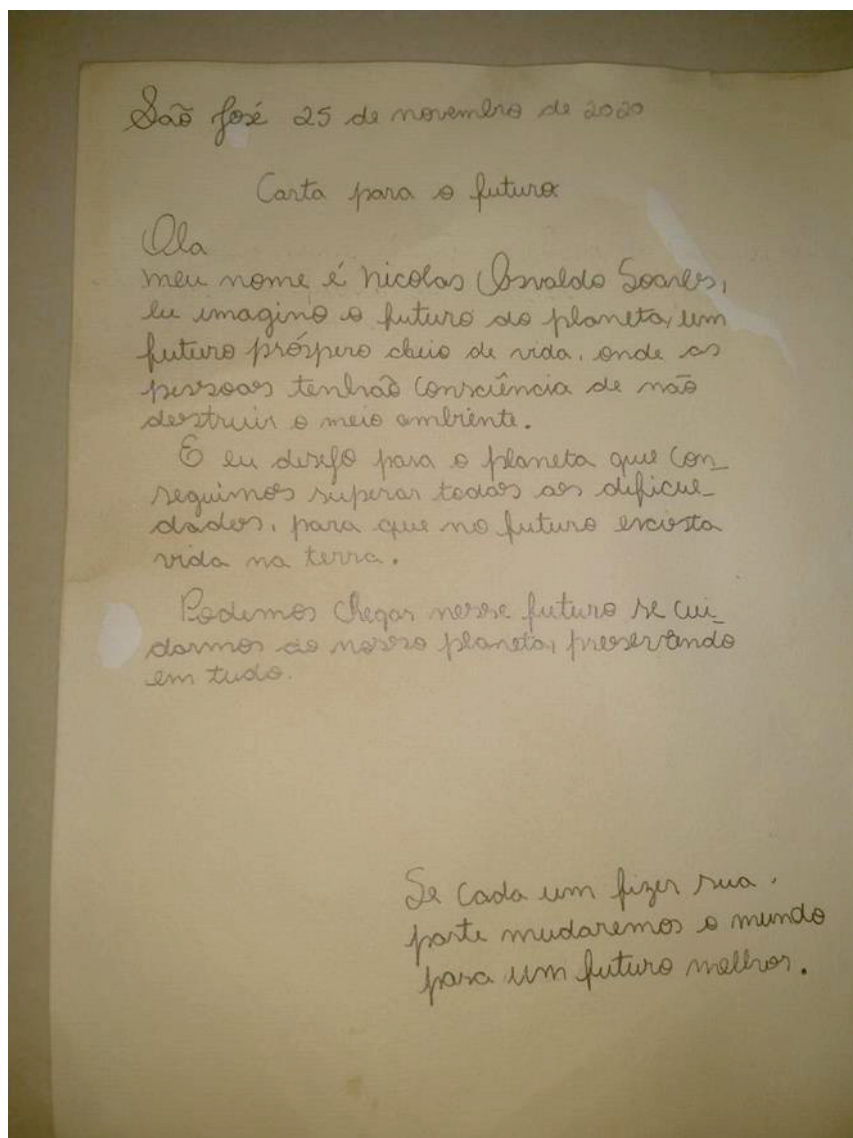 São José 25 de novembro de 2020
Carta para o futuro
Ola
meu nome é nicolas Osvaldo Soares,
eu imagino o futuro do planeta, um
futuro próspero cheio de vida, onde as
pessoas tenhão consciência de não
destruir o meio ambiente.
E eu desejo para o planeta que con_
seguimos superar todas as dificul_
dades, para que no futuro exista
vida na terra.
Podemos chegar nesse futuro se cui_
darmos do nosso planeta, preservando
em tudo.
Se cada um fizer sua
parte mudaremos o mundo
para um futuro melhor.